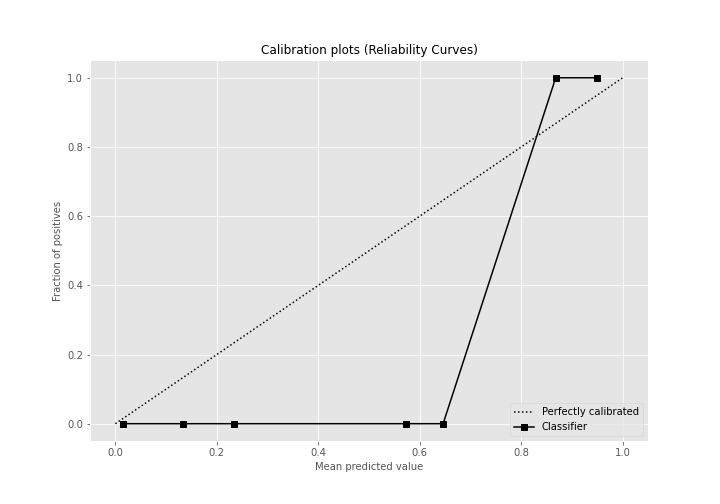 Calibration plots (Reliability Curves)
1.0
0.8
0.6
0.4
0.2
0.0
Fraction of positives
0.0 0.2 0.4 0.6 0.8 1.0
Mean predicted value
Perfectly calibrated
Classifier